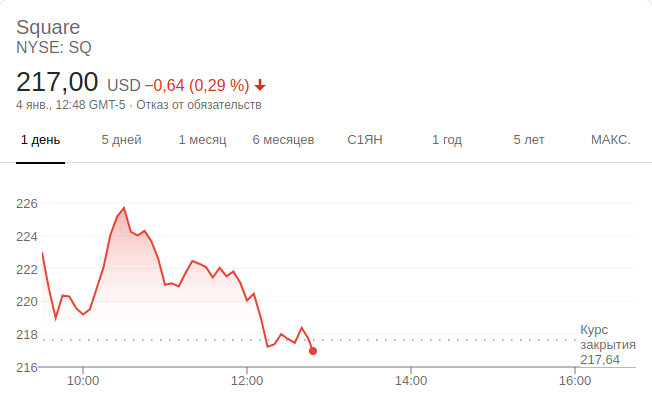 Square
NYSE: SQ
217,00 USD −0,64 (0,29 %)
4 янв., 12:48 GMT-5 · Отказ от обязательств
1 день 5 дней 1 месяц 6 месяцев С1ЯН 1 год 5 лет МАКС.
226
224
222
220
218
216
Курс
закрытия
217,64
10:00 12:00 14:00 16:00